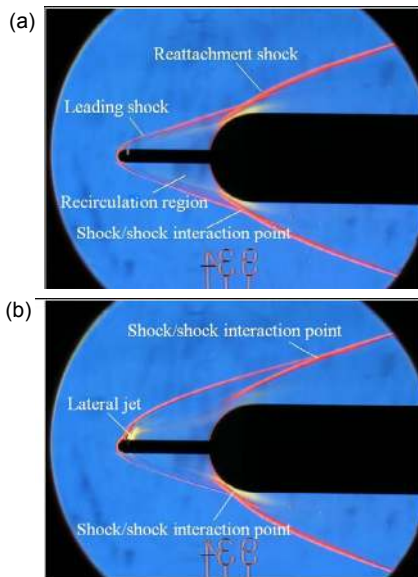 (a)
Reattachment shock
Leading shock
Recirculation region
Shock/shock interaction point
(b)
Shock/shock interaction point
Lateral jet
Shock/shock interaction point